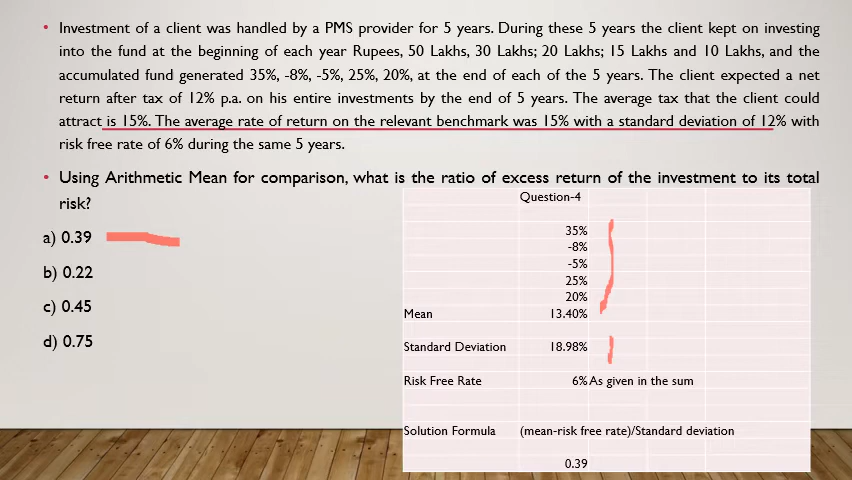 • Investment of a client was handled by a PMS provider for 5 years. During these 5 years the client kept on investing
into the fund at the beginning of each year Rupees, 50 Lakhs, 30 Lakhs; 20 Lakhs; 15 Lakhs and 10 Lakhs, and the
accumulated fund generated 35%, -8%, -5%, 25%, 20%, at the end of each of the 5 years. The client expected a net
return after tax of 12% p.a. on his entire investments by the end of 5 years. The average tax that the client could
attract is 15%. The average rate of return on the relevant benchmark was 15% with a standard deviation of 12% with
risk free rate of 6% during the same 5 years.
• Using Arithmetic Mean for comparison, what is the ratio of excess return of the investment to its total
risk?
a) 0.39
b) 0.22
c) 0.45
d) 0.75
Question-4
35%
-8%
-5%
25%
20%
Mean 13.40%
Standard Deviation 18.98%
Risk Free Rate 6% As given in the sum
Solution Formula (mean-risk free rate)/Standard deviation
0.39